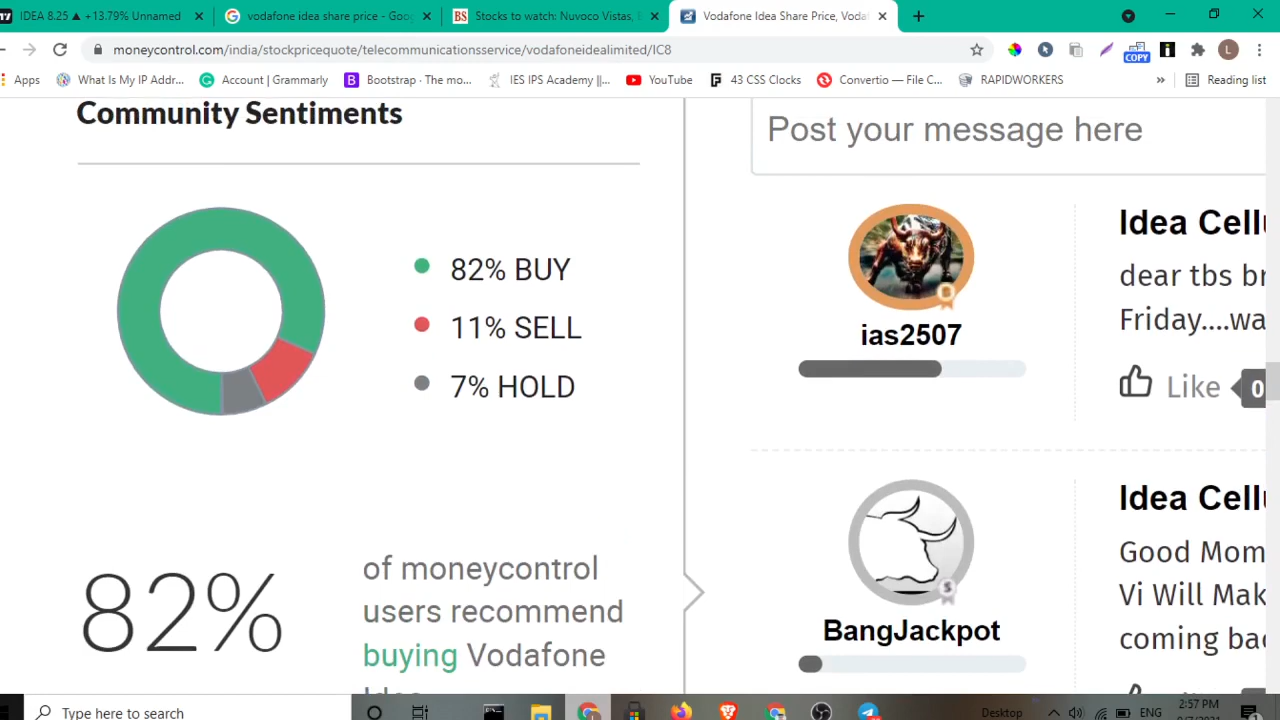 IDEA 8.25 ▲ +13.79% Unnamed
vodafone idea share price - Goo
Stocks to watch: Nuvoco Vistas,
Vodafone Idea Share Price, Voda
moneycontrol.com/india/stockpricequote/telecommunicationsservice/vodafoneidealimited/IC8
COPY
L
Apps
What Is My IP Addr...
Account | Grammarly
Bootstrap · The mo...
IES IPS Academy ||...
YouTube
43 CSS Clocks
Convertio — File C...
RAPIDWORKERS
»
Reading list
Community Sentiments
82% BUY
11% SELL
7% HOLD
82%
of moneycontrol
users recommend
buying Vodafone
Post your message here
ias2507
Idea Cellu
dear tbs br
Friday....wa
Like
0
BangJackpot
Idea Cellu
Good Morn
Vi Will Mak
coming bac
Type here to search
Desktop
ENG
2:57 PM